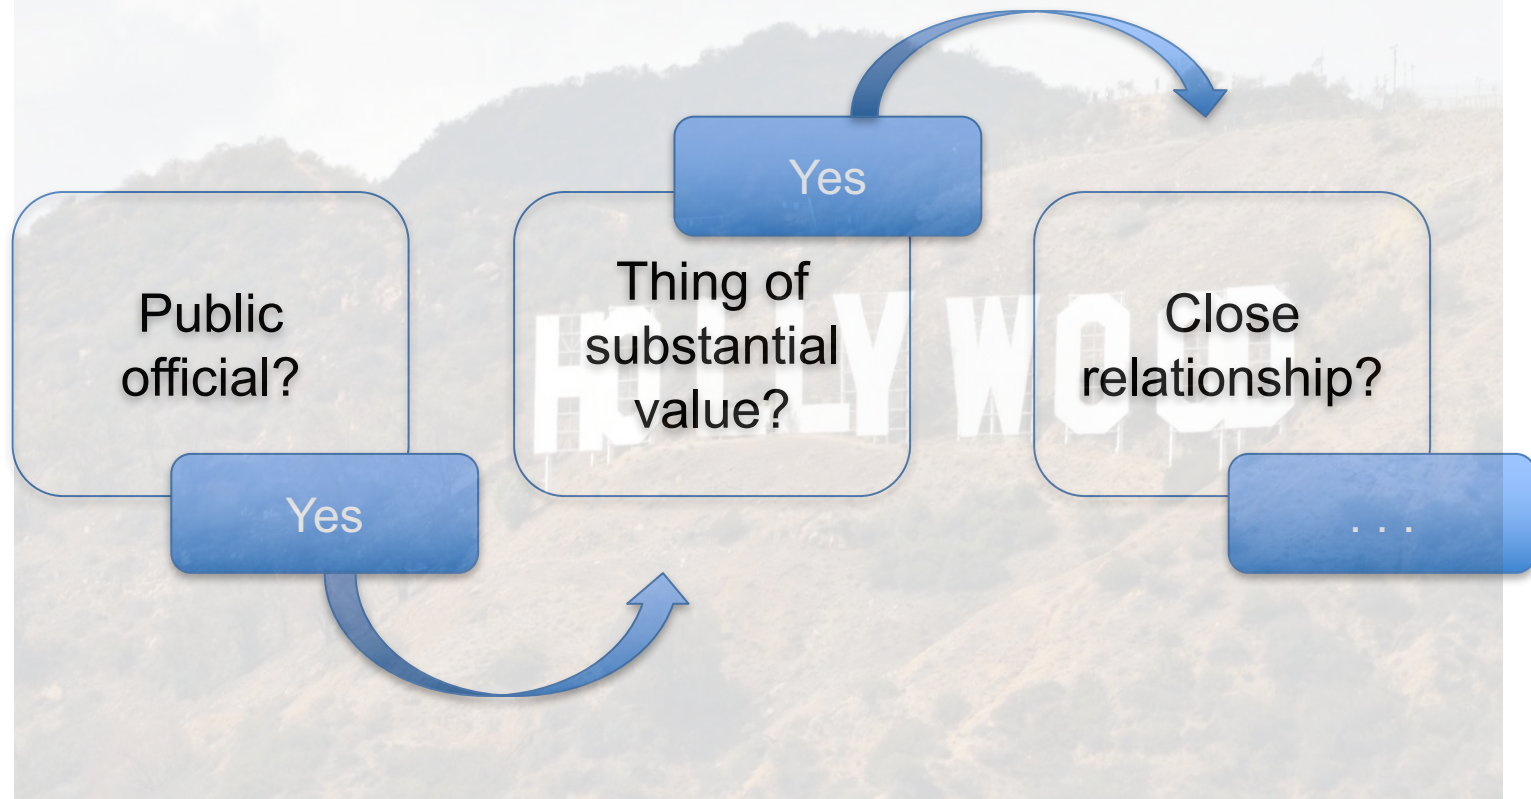 Public
official?
Yes
Thing of
substantial
value?
Yes
Close
relationship?
. . .
HOLLYWOOD